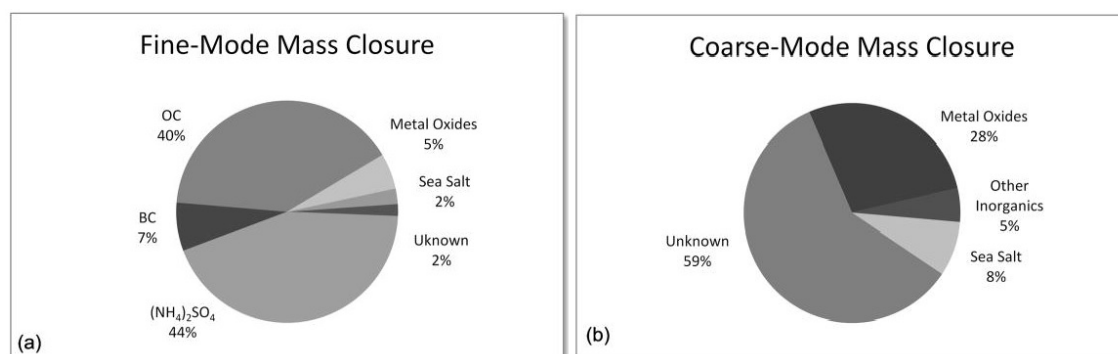 Fine-Mode Mass Closure
OC
40%
Metal Oxides
5%
Sea Salt
2%
BC
7%
Uknown
2%
(NH₄)₂SO₄
44%
(a)
Coarse-Mode Mass Closure
Metal Oxides
28%
Other
Inorganics
5%
Unknown
59%
Sea Salt
8%
(b)